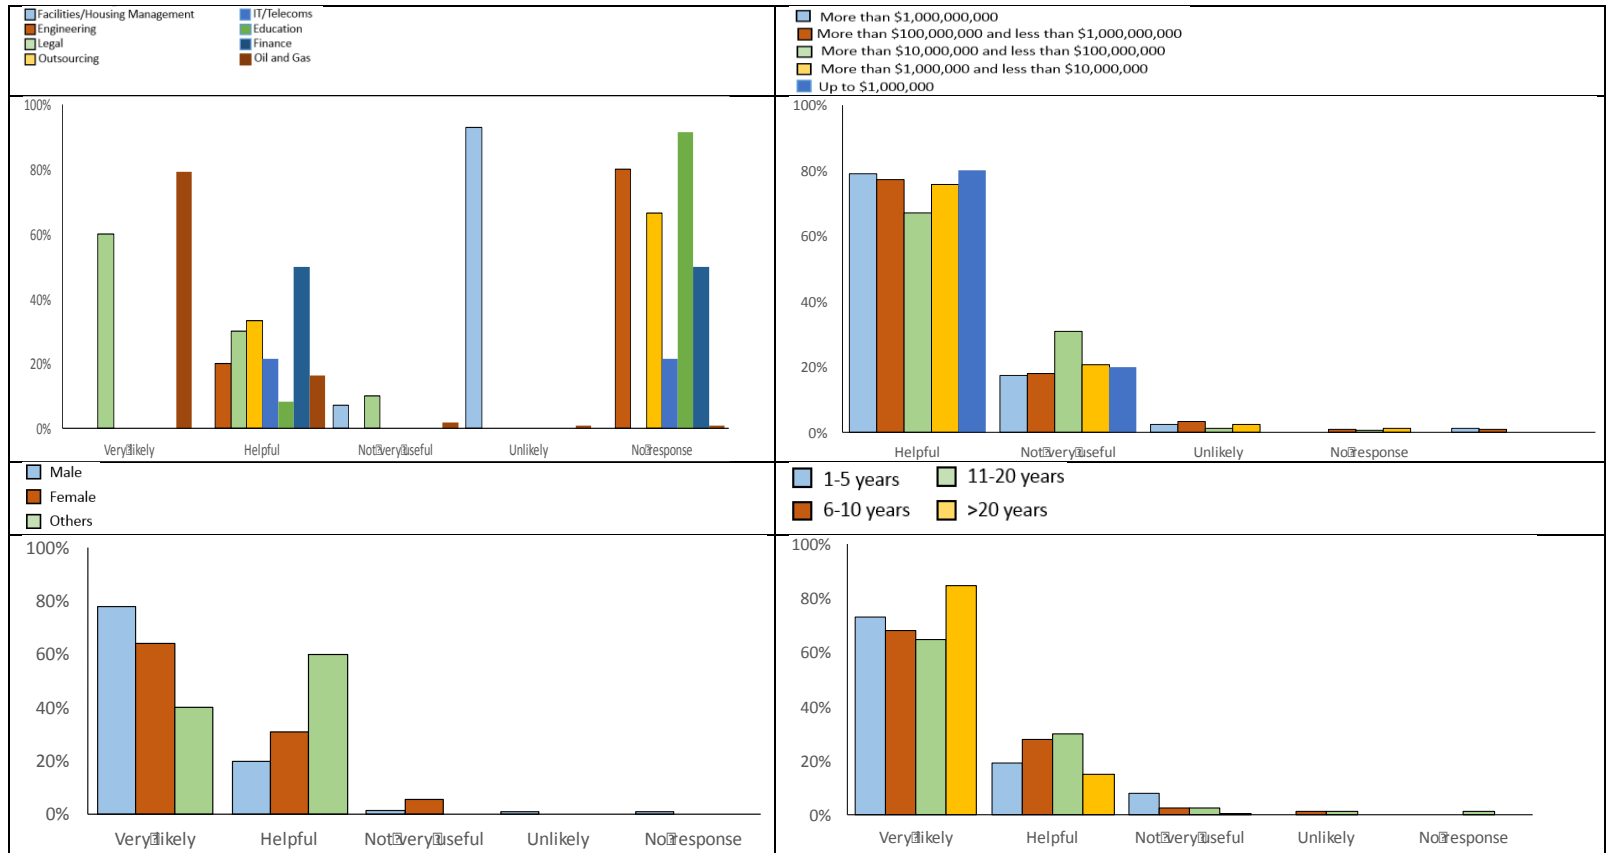 Facilities/Housing Management
IT/Telecoms
Engineering
Education
Legal
Finance
Outsourcing
Oil and Gas
More than $1,000,000,000
More than $100,000,000 and less than $1,000,000,000
More than $10,000,000 and less than $100,000,000
More than $1,000,000 and less than $10,000,000
Up to $1,000,000
100%
80%
60%
40%
20%
0%
Very likely
Helpful
Not very useful
Unlikely
No response
100%
80%
60%
40%
20%
0%
Helpful
Not very useful
Unlikely
No response
Male
Female
Others
1-5 years
11-20 years
6-10 years
>20 years
100%
80%
60%
40%
20%
0%
Very likely
Helpful
Not very useful
Unlikely
No response
100%
80%
60%
40%
20%
0%
Very likely
Helpful
Not very useful
Unlikely
No response